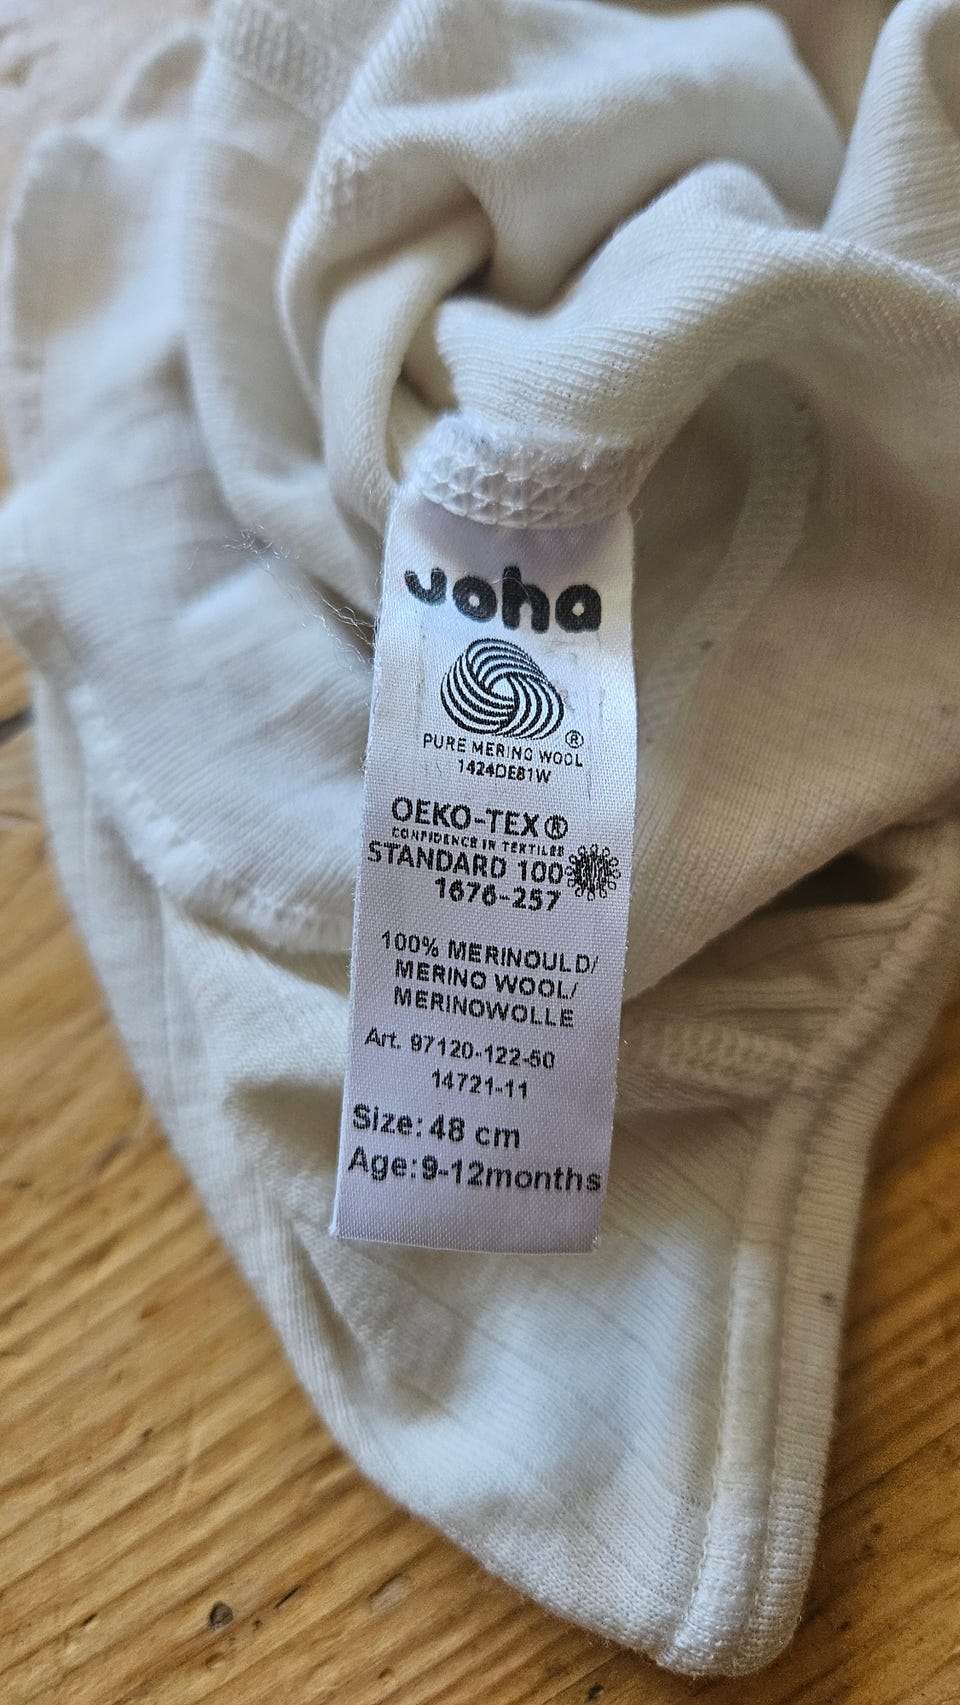 Joha
®
PURE MERINO WOOL
1424DE81W
OEKO-TEX®
CONFIDENCE IN TEXTILES
STANDARD 100
1676-257
100% MERINOULD/
MERINO WOOL/
MERINOWOLLE
Art. 97120-122-50
14721-11
Size: 48 cm
Age: 9-12months